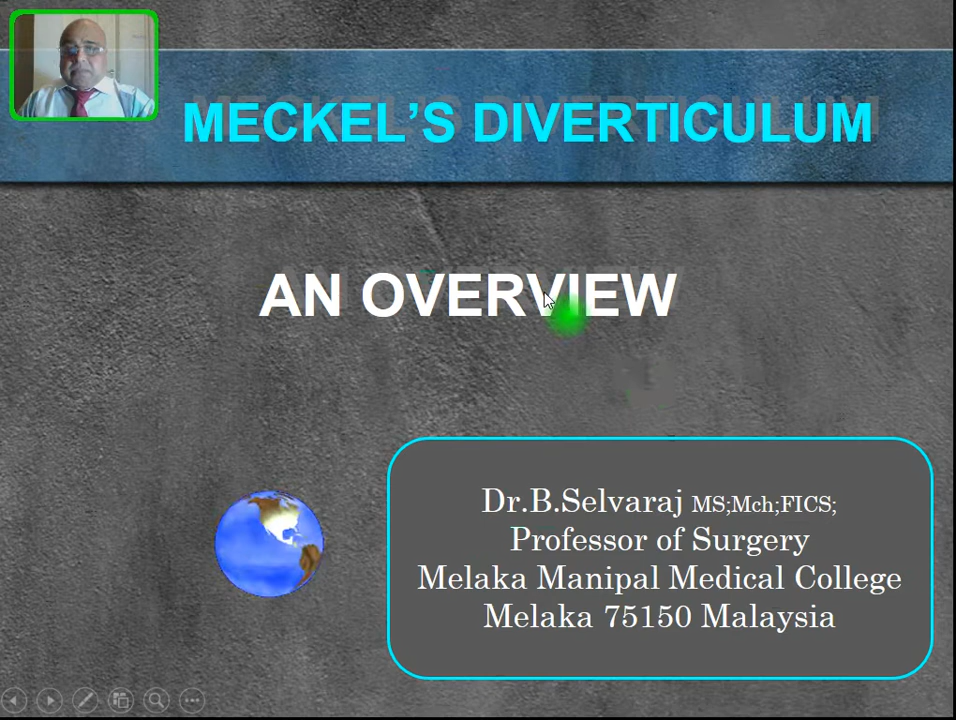 MECKEL’S DIVERTICULUM
AN OVERVIEW
Dr.B.Selvaraj MS;Mch;FICS;
Professor of Surgery
Melaka Manipal Medical College
Melaka 75150 Malaysia